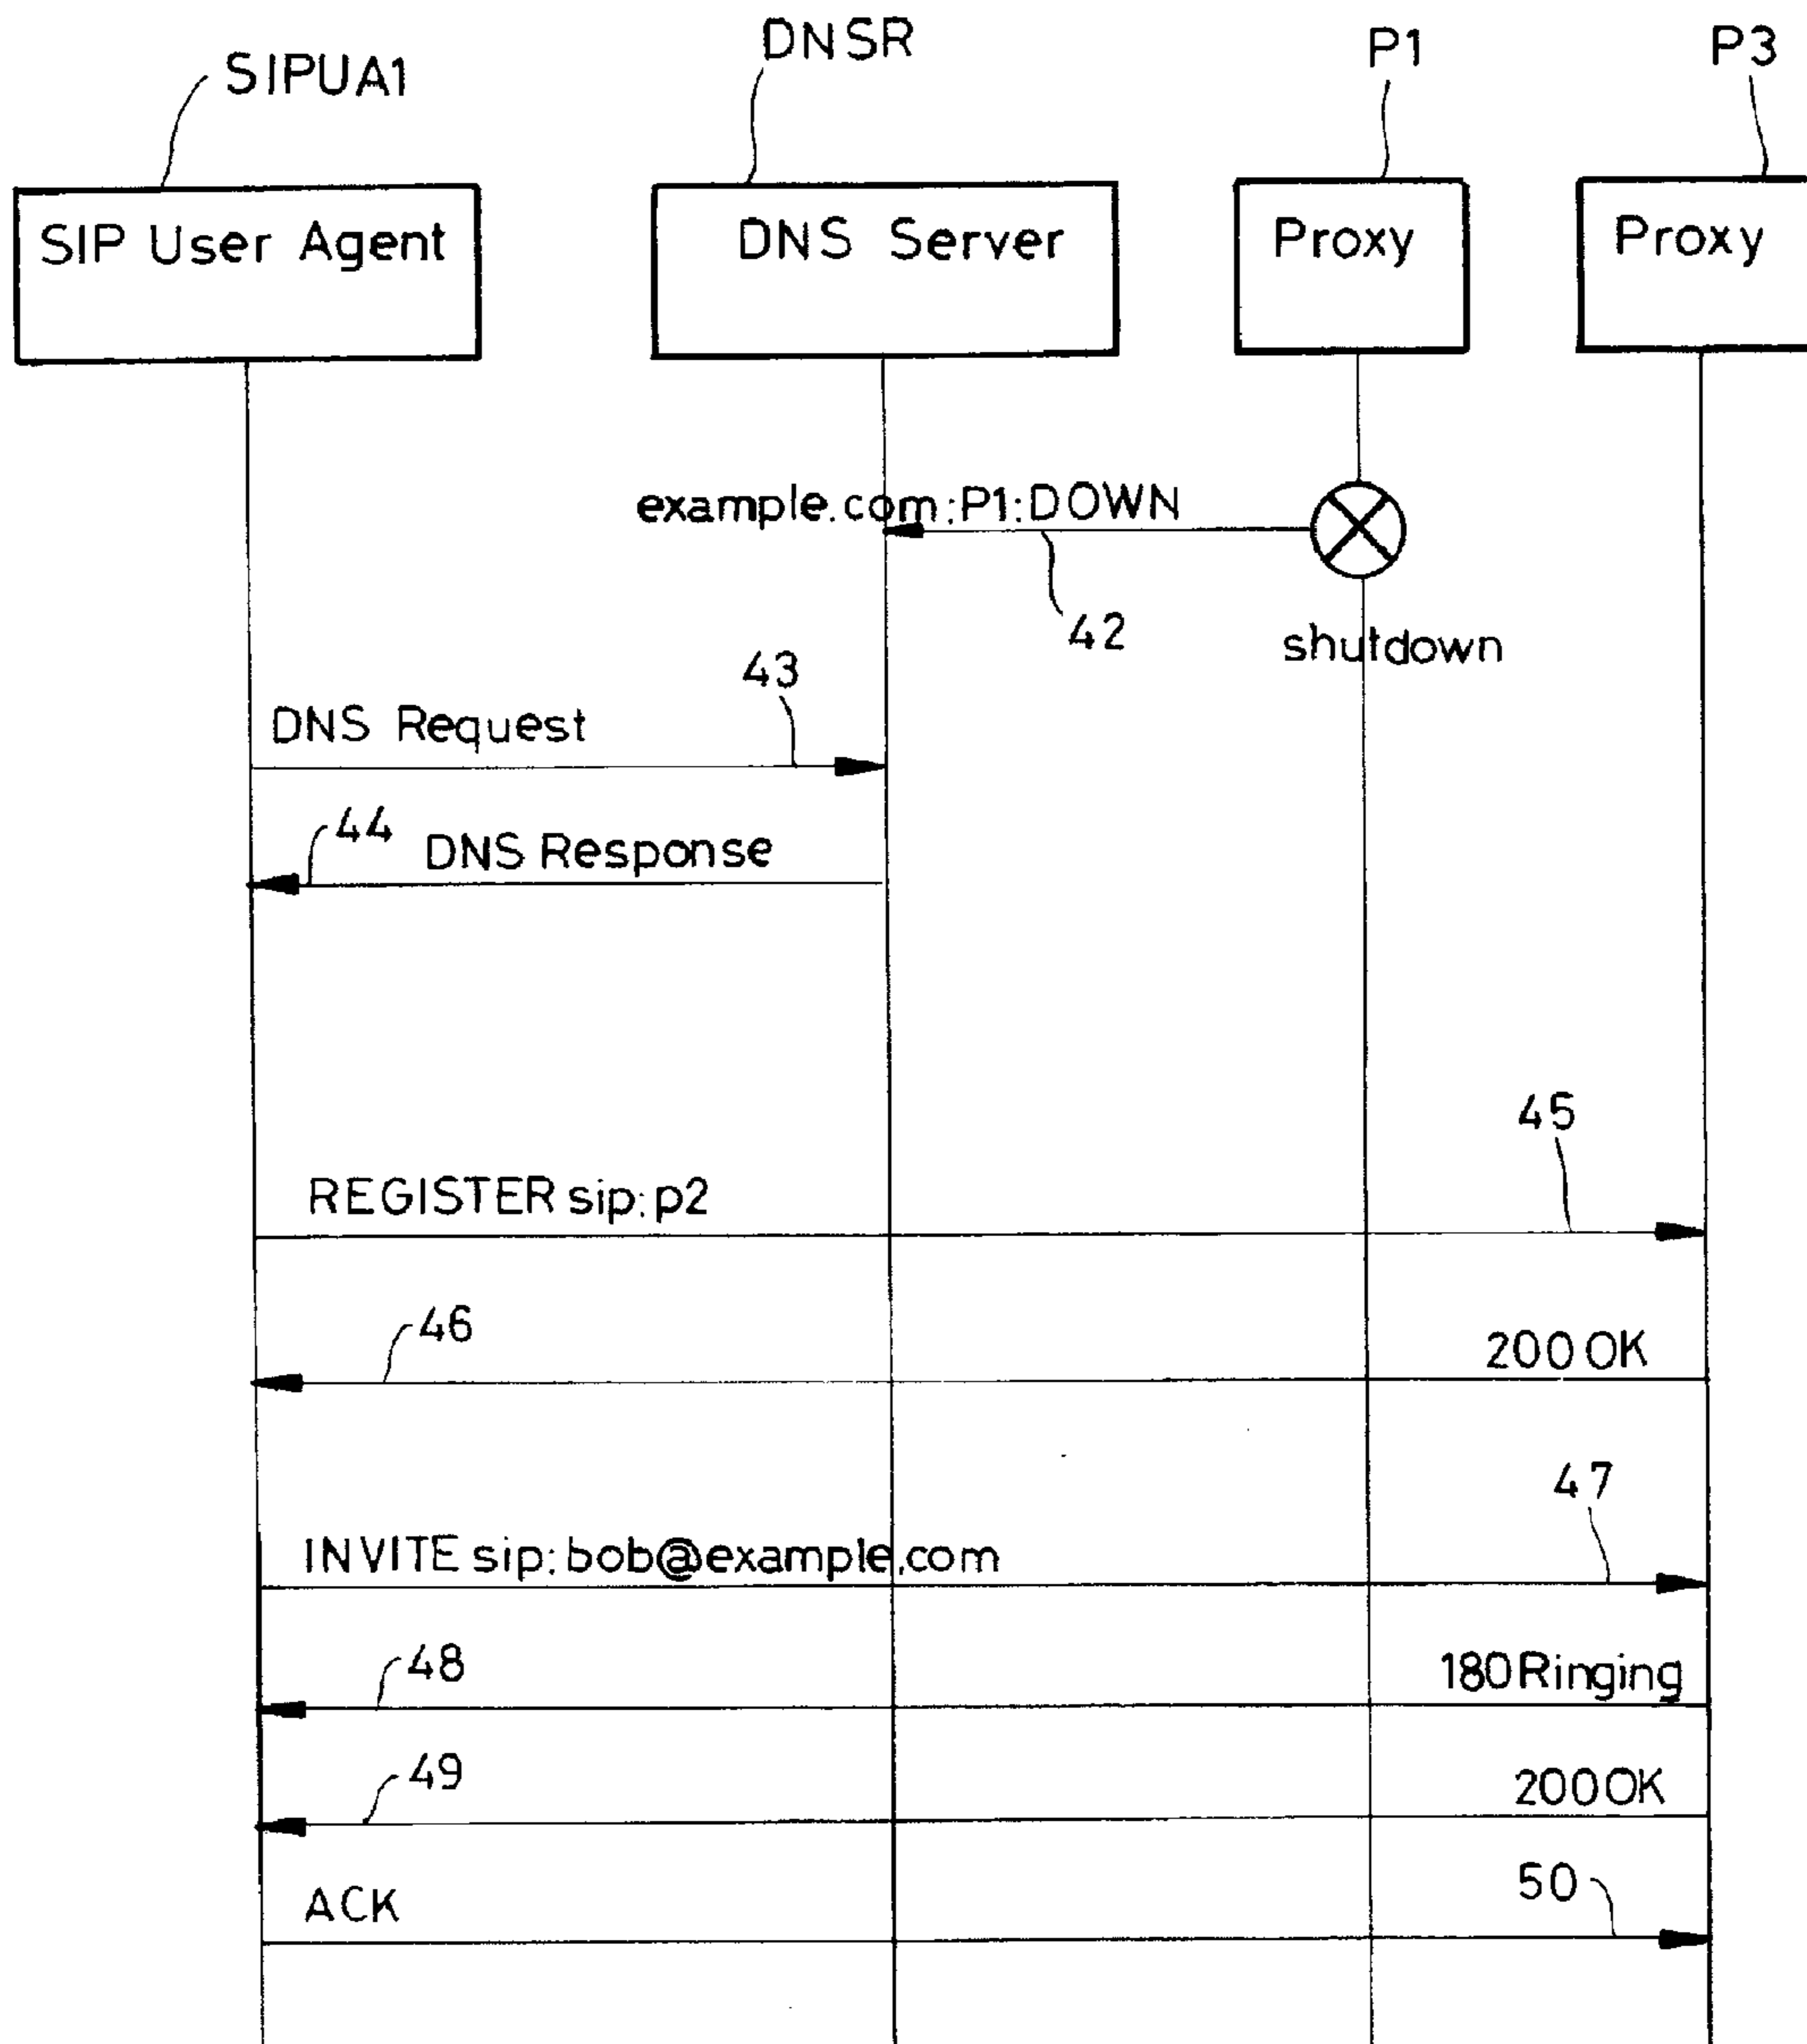 SIPUA1
DNSR
P1
P3
SIP User Agent
DNS Server
Proxy
Proxy
example.com:P1:DOWN
42
shutdown
43
DNS Request
44
DNS Response
45
REGISTER sip:p2
46
200 OK
47
INVITE sip:bob@example.com
48
180 Ringing
49
200 OK
50
ACK